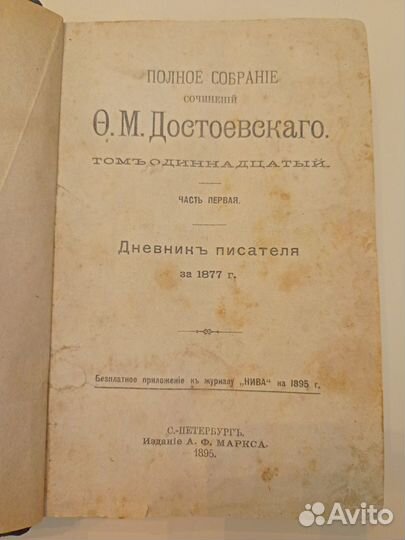 ПОЛНОЕ СОБРАНІЕ
СОЧИНЕНІЙ
Ѳ. М. Достоевскаго.
ТОМЪ ОДИННАДЦАТЫЙ.
ЧАСТЬ ПЕРВАЯ.
Дневникъ писателя
за 1877 г.
Безплатное приложеніе къ журналу „НИВА“ на 1895 г.
С.-ПЕТЕРБУРГЪ.
Изданіе А. Ф. МАРКСА.
1895.
Avito